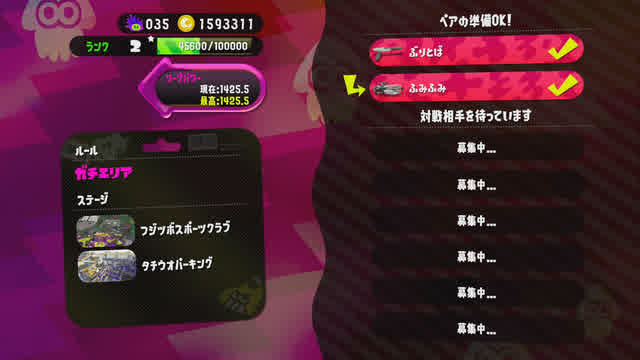 035 1593311
ランク 2 45600/100000
リーグパワー
現在:1425.5
最高:1425.5
ルール
ガチエリア
ステージ
フジツボスポーツクラブ
タチウオパーキング
ペアの準備OK!
ぷりとば
ふみふみ
対戦相手を待っています
募集中...
募集中...
募集中...
募集中...
募集中...
募集中...